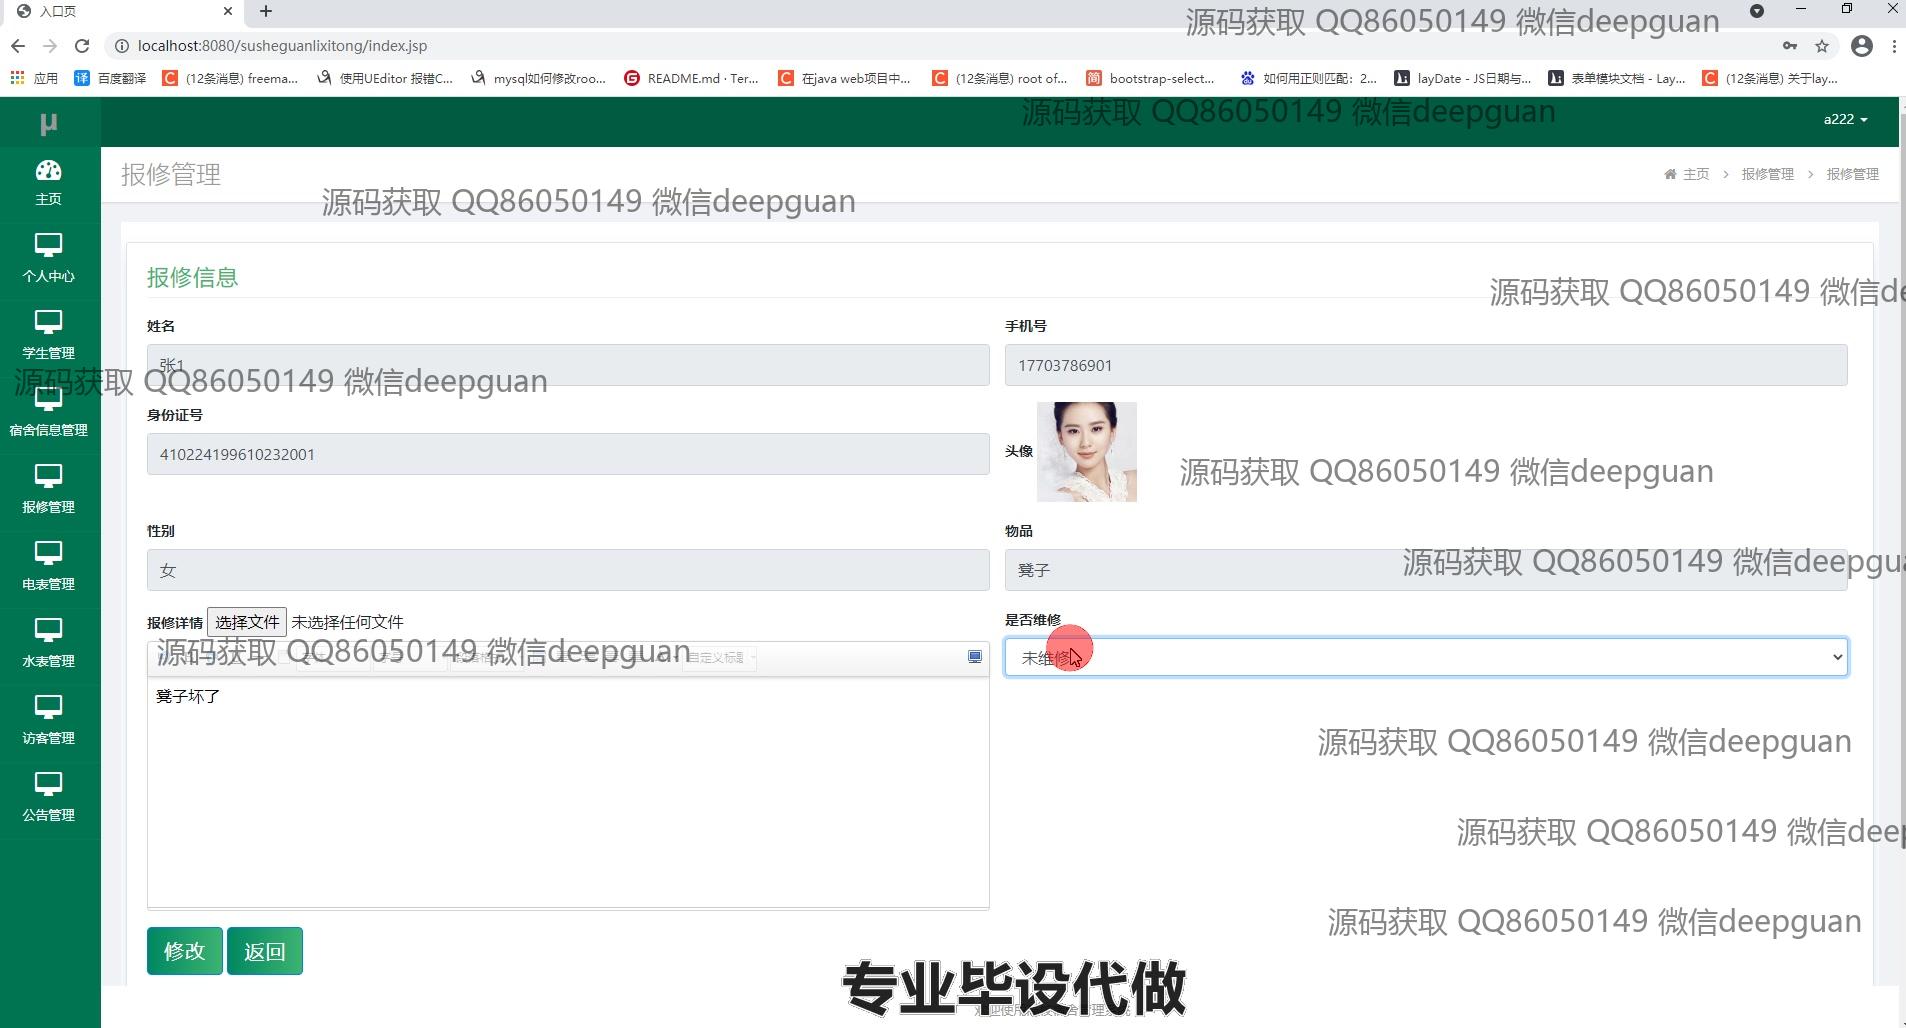 入口页
源码获取 QQ86050149 微信deepguan
localhost:8080/susheguanlixitong/index.jsp
应用 百度翻译 (12条消息) freema... 使用UEditor 报错C... mysql如何修改roo... README.md · Ter... 在java web项目中... (12条消息) root of... bootstrap-select... 如何用正则匹配：2... layDate - JS日期与... 表单模块文档 - Lay... (12条消息) 关于lay...
μ
源码获取 QQ86050149 微信deepguan
a222
主页
个人中心
学生管理
宿舍信息管理
报修管理
电表管理
水表管理
访客管理
公告管理
报修管理
主页 > 报修管理 > 报修管理
源码获取 QQ86050149 微信deepguan
报修信息
源码获取 QQ86050149 微信de
姓名
张1
手机号
17703786901
源码获取 QQ86050149 微信deepguan
身份证号
410224199610232001
头像
源码获取 QQ86050149 微信deepguan
性别
女
物品
凳子
源码获取 QQ86050149 微信deepgua
报修详情 选择文件 未选择任何文件
是否维修
未维修
源码获取 QQ86050149 微信deepguan
自定义标题
凳子坏了
源码获取 QQ86050149 微信deepguan
源码获取 QQ86050149 微信deep
源码获取 QQ86050149 微信deepguan
修改 返回
专业毕设代做